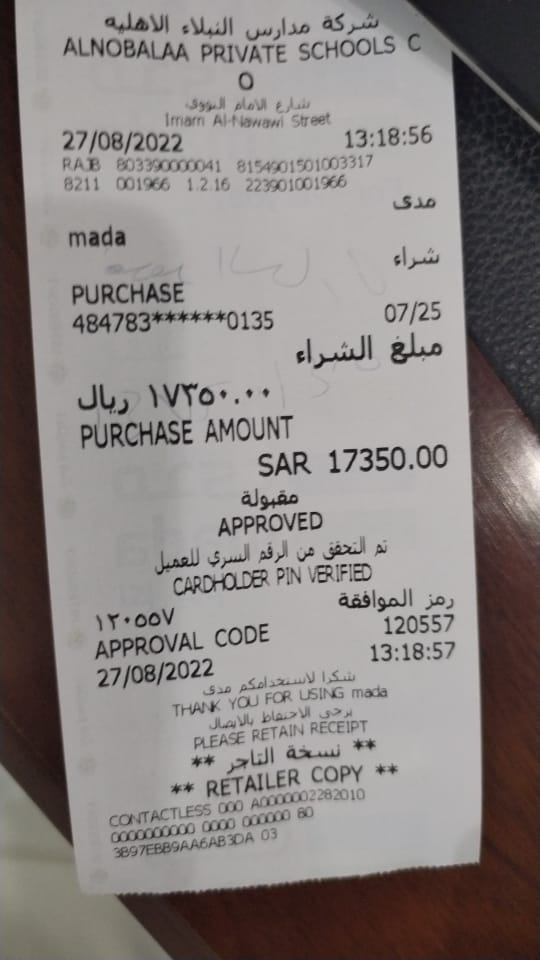 شركة مدارس النبلاء الاهليه
ALNOBALAA PRIVATE SCHOOLS C
O
شارع الامام النووي
Imam Al-Nawawi Street
27/08/2022 13:18:56
RAJB 803390000041 8154901501003317
8211 001966 1.2.16 223901001966
مدى
mada
شراء
PURCHASE
484783******0135 07/25
مبلغ الشراء
١٧٣٥٠.٠٠ ريال
PURCHASE AMOUNT
SAR 17350.00
مقبولة
APPROVED
تم التحقق من الرقم السري للعميل
CARDHOLDER PIN VERIFIED
رمز الموافقة
١٢٠٥٥٧
APPROVAL CODE 120557
27/08/2022 13:18:57
شكرا لاستخدامكم مدى
THANK YOU FOR USING mada
يرجى الاحتفاظ بالايصال
PLEASE RETAIN RECEIPT
** نسخة التاجر **
** RETAILER COPY **
CONTACTLESS 000 A0000002282010
0000000000 0000 000000 80
3B97EBB9AA6AB3DA 03